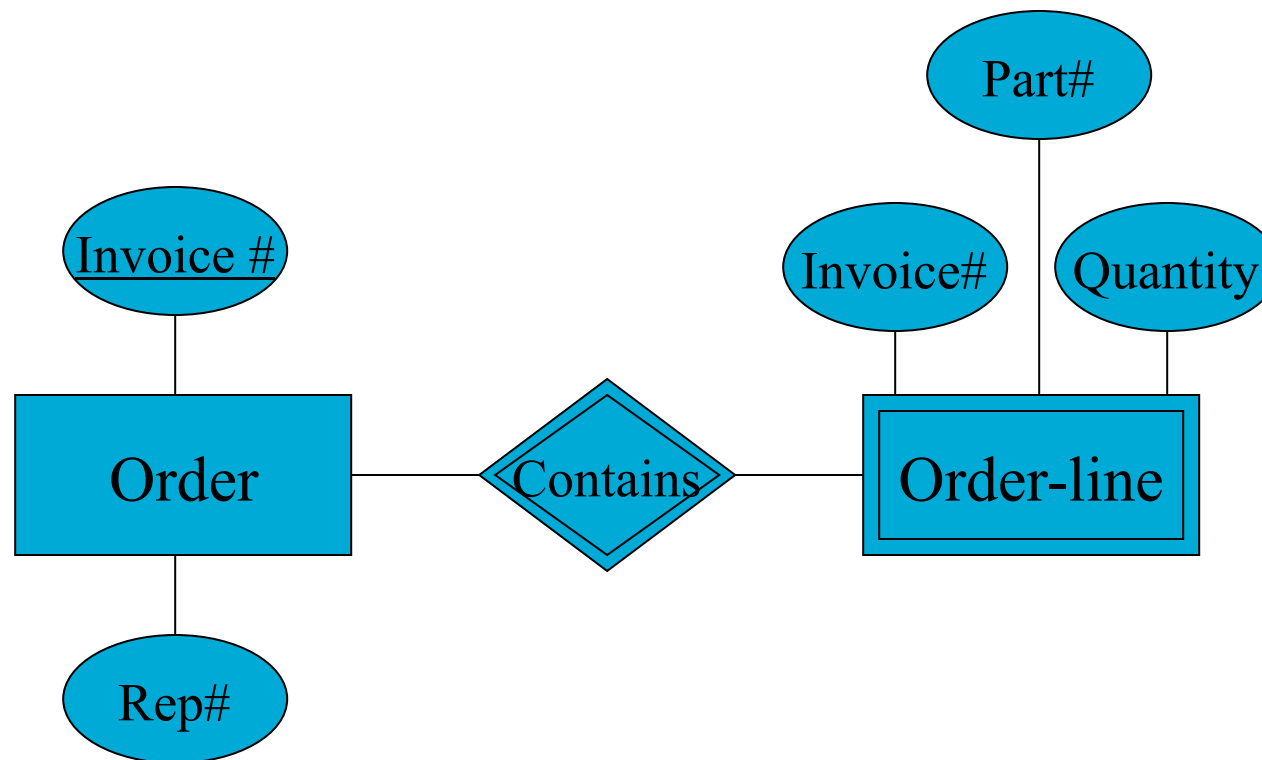 Part#
Invoice #
Invoice#
Quantity
Order
Contains
Order-line
Rep#